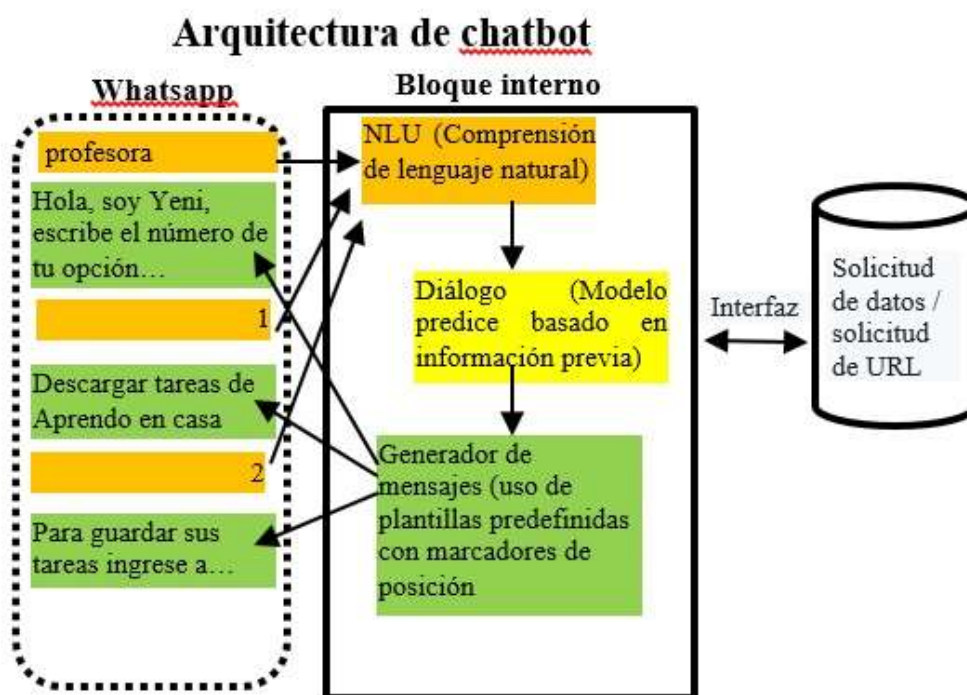 Arquitectura de chatbot
Whatsapp
profesora
Hola, soy Yeni,
escribe el número de
tu opción…
1
Descargar tareas de
Aprendo en casa
2
Para guardar sus
tareas ingrese a…
Bloque interno
NLU (Comprensión
de lenguaje natural)
Diálogo (Modelo
predice basado en
información previa)
Generador de
mensajes (uso de
plantillas predefinidas
con marcadores de
posición
Interfaz
Solicitud
de datos /
solicitud
de URL